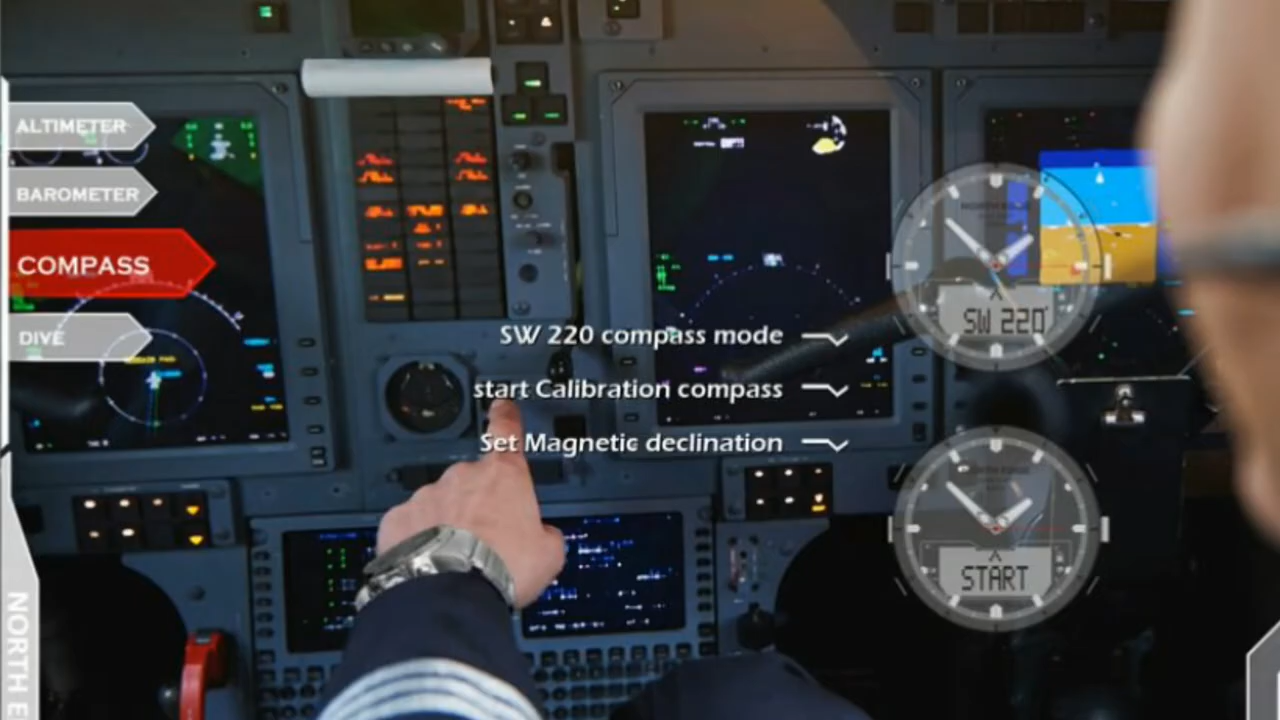 ALTIMETER
BAROMETER
COMPASS
DIVE
SW 220 compass mode
start Calibration compass
Set Magnetic declination
SW 220°
START
NORTH E